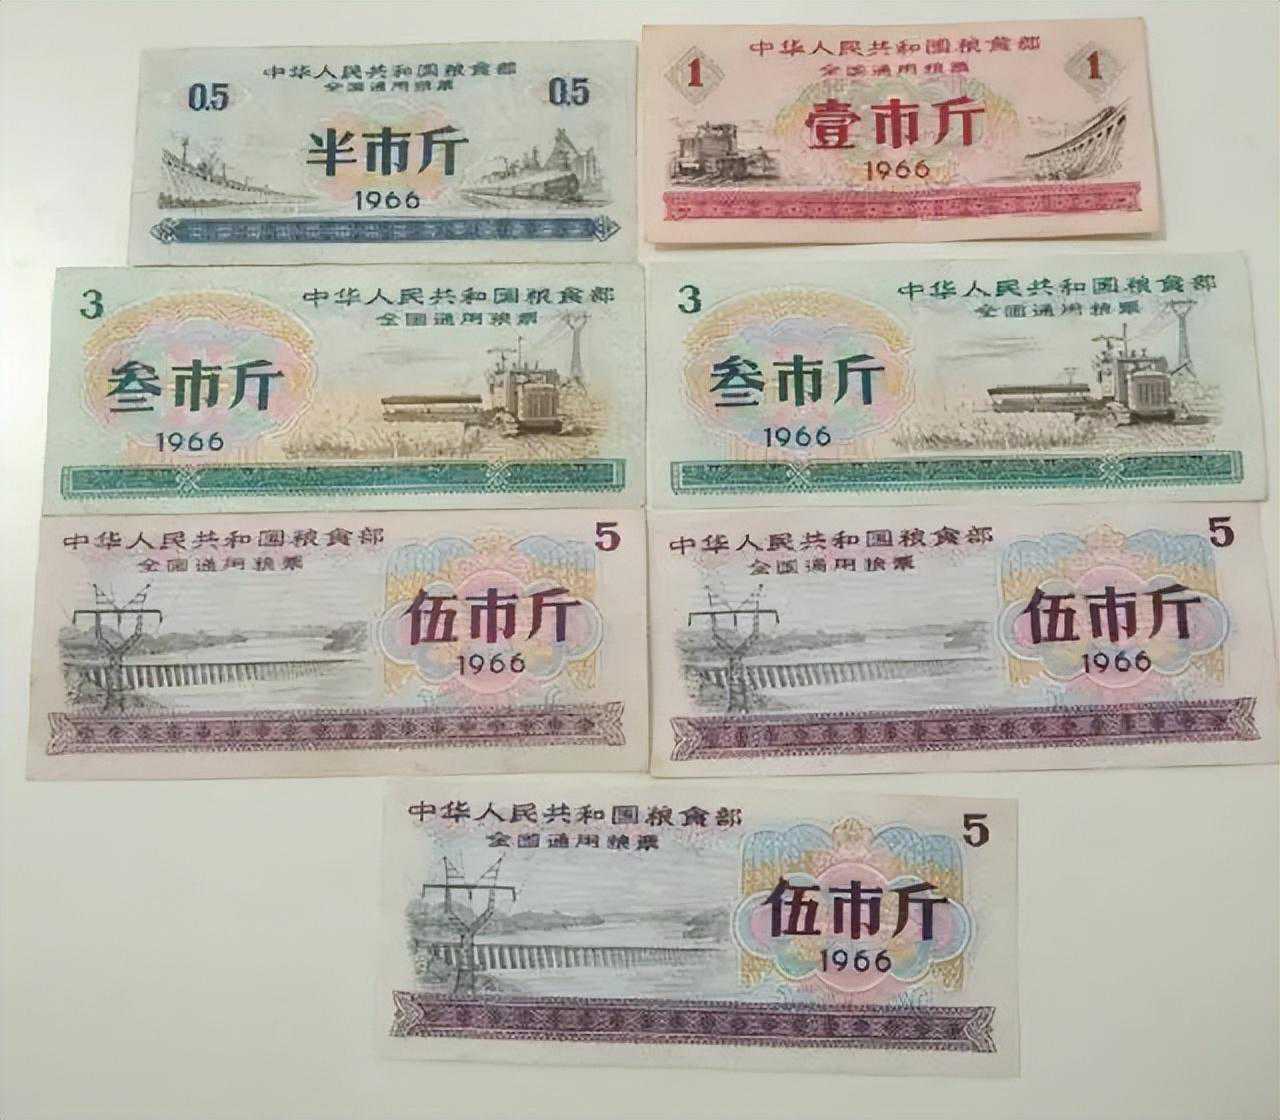 中华人民共和国粮食部
全国通用粮票
0.5 0.5
半市斤
1966
中华人民共和国粮食部
全国通用粮票
1 1
壹市斤
1966
3 中华人民共和国粮食部
全国通用粮票
叁市斤
1966
3 中华人民共和国粮食部
全国通用粮票
叁市斤
1966
中华人民共和国粮食部 5
全国通用粮票
伍市斤
1966
中华人民共和国粮食部 5
全国通用粮票
伍市斤
1966
中华人民共和国粮食部 5
全国通用粮票
伍市斤
1966